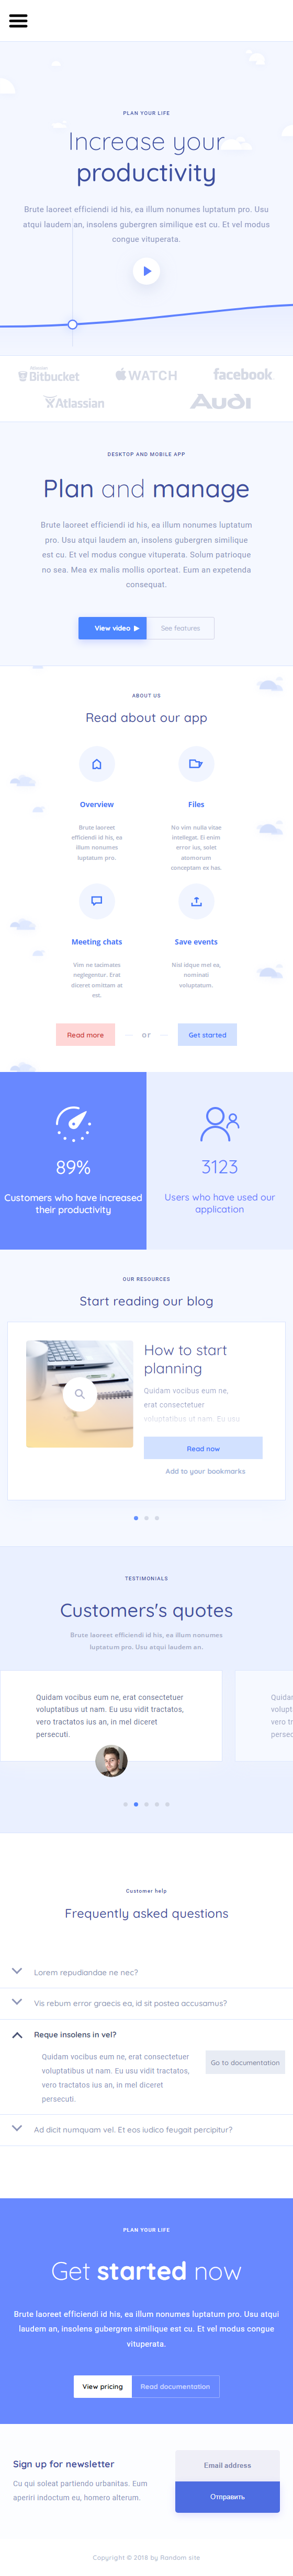 PLAN YOUR LIFE
Increase your
productivity
Brute laoreet efficiendi id his, ea illum nonumes luptatum pro. Usu
atqui laudem an, insolens gubergren similique est cu. Et vel modus
congue vituperata.
Atlassian
Bitbucket
WATCH
facebook
Atlassian
Audi
DESKTOP AND MOBILE APP
Plan and manage
Brute laoreet efficiendi id his, ea illum nonumes luptatum
pro. Usu atqui laudem an, insolens gubergren similique
est cu. Et vel modus congue vituperata. Solum patrioque
no sea. Mea ex malis mollis oporteat. Eum an expetenda
consequat.
View video
See features
ABOUT US
Read about our app
Overview
Brute laoreet
efficiendi id his, ea
illum nonumes
luptatum pro.
Files
No vim nulla vitae
intellegat. Ei enim
error ius, solet
atomorum
conceptam ex has.
Meeting chats
Vim ne tacimates
neglegentur. Erat
diceret omittam at
est.
Save events
Nisl idque mel ea,
nominati
voluptatum.
Read more
or
Get started
89%
Customers who have increased
their productivity
3123
Users who have used our
application
OUR RESOURCES
Start reading our blog
How to start
planning
Quidam vocibus eum ne,
erat consectetuer
voluptatibus ut nam. Eu usu
Read now
Add to your bookmarks
TESTIMONIALS
Customers's quotes
Brute laoreet efficiendi id his, ea illum nonumes
luptatum pro. Usu atqui laudem an.
Quidam vocibus eum ne, erat consectetuer
voluptatibus ut nam. Eu usu vidit tractatos,
vero tractatos ius an, in mel diceret
persecuti.
Customer help
Frequently asked questions
Lorem repudiandae ne nec?
Vis rebum error graecis ea, id sit postea accusamus?
Reque insolens in vel?
Quidam vocibus eum ne, erat consectetuer
voluptatibus ut nam. Eu usu vidit tractatos,
vero tractatos ius an, in mel diceret
persecuti.
Go to documentation
Ad dicit numquam vel. Et eos iudico feugait percipitur?
PLAN YOUR LIFE
Get started now
Brute laoreet efficiendi id his, ea illum nonumes luptatum pro. Usu atqui
laudem an, insolens gubergren similique est cu. Et vel modus congue
vituperata.
View pricing
Read documentation
Sign up for newsletter
Cu qui soleat partiendo urbanitas. Eum
aperiri indoctum eu, homero alterum.
Email address
Отправить
Copyright © 2018 by Random site